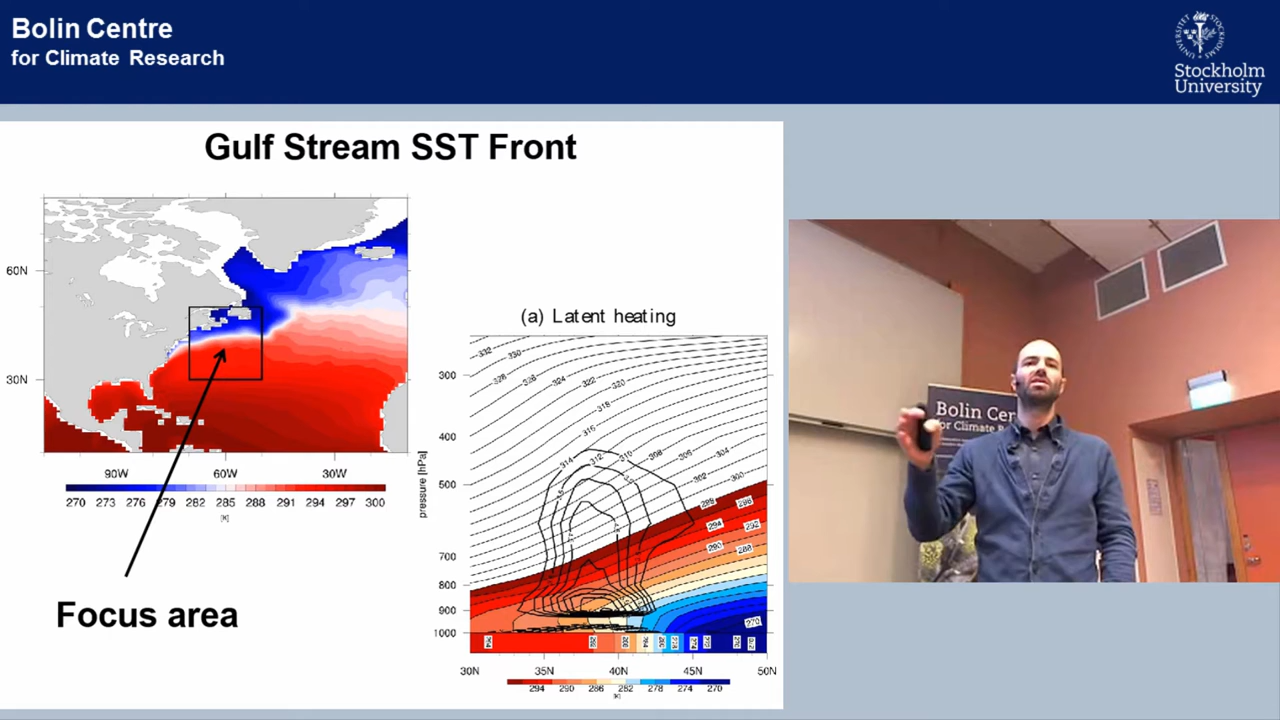 Bolin Centre
for Climate Research
Stockholm
University
Gulf Stream SST Front
60N
30N
90W
60W
30W
270 273 276 279 282 285 288 291 294 297 300
[K]
Focus area
(a) Latent heating
pressure [hPa]
300
400
500
700
800
900
1000
332
330
328
326
324
322
320
318
316
314
312
310
308
306
304
302
300
298
296
294
292
290
288
270
30N 35N 40N 45N 50N
294 290 286 282 278 274 270
[K]
Bolin Cen
for Climate R